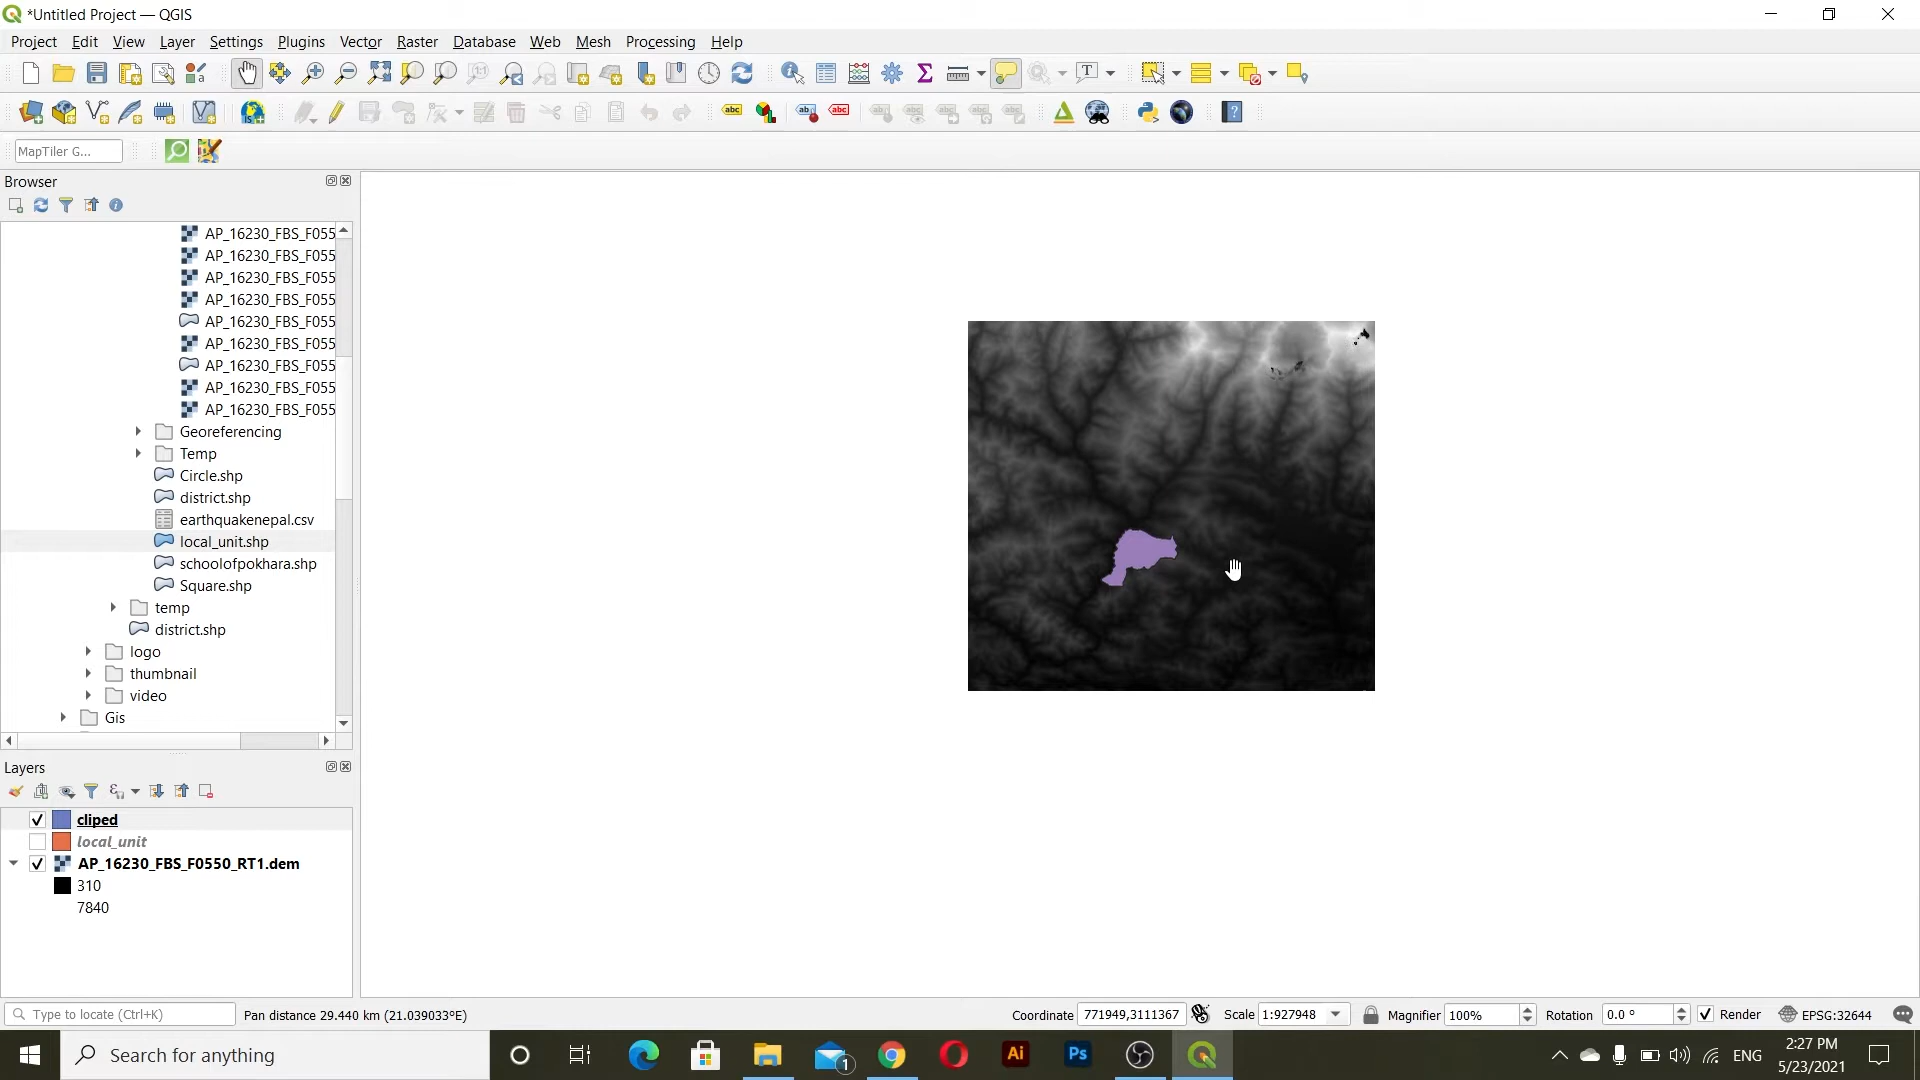 *Untitled Project — QGIS
Project Edit View Layer Settings Plugins Vector Raster Database Web Mesh Processing Help
MapTiler G...
Browser
AP_16230_FBS_F055
AP_16230_FBS_F055
AP_16230_FBS_F055
AP_16230_FBS_F055
AP_16230_FBS_F055
AP_16230_FBS_F055
AP_16230_FBS_F055
AP_16230_FBS_F055
AP_16230_FBS_F055
Georeferencing
Temp
Circle.shp
district.shp
earthquakenepal.csv
local_unit.shp
schoolofpokhara.shp
Square.shp
temp
district.shp
logo
thumbnail
video
Gis
Layers
cliped
local_unit
AP_16230_FBS_F0550_RT1.dem
310
7840
Type to locate (Ctrl+K) Pan distance 29.440 km (21.039033°E) Coordinate 771949,3111367 Scale 1:927948 Magnifier 100% Rotation 0.0 ° Render EPSG:32644
Search for anything
Ai
Ps
1
ENG
2:27 PM
5/23/2021